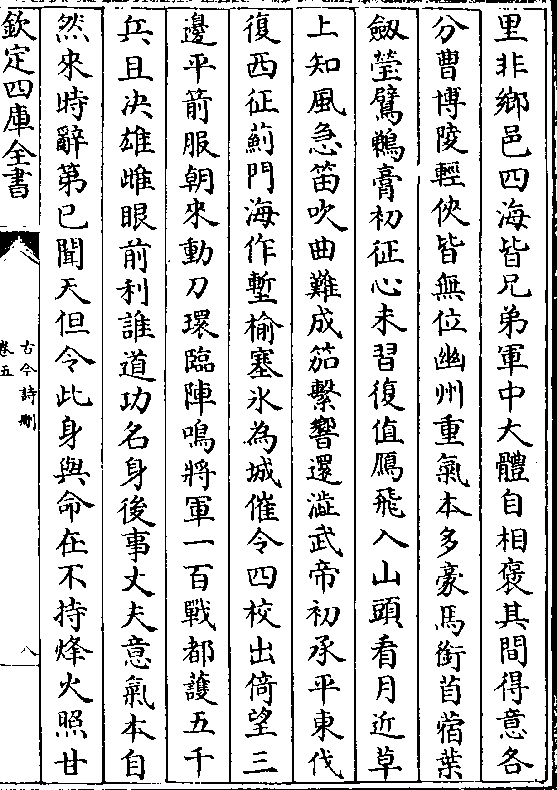 里非鄉邑四海皆兄弟軍中大體自相褒其間得意各
分曹博陵輕俠皆無位幽州重氣本多豪馬銜苜蓿葉
劔瑩鸊鵜膏初征心未習復值鴈飛入山頭看月近草
上知風急笛吹曲難成笳繫響還澁武帝初承平東伐
復西征薊門海作塹榆塞氷為城催令四校出倚望三
邊平箭服朝來動刀環臨陣鳴將軍一百戰都䕶五千
兵且决雄雌眼前利誰道功名身後事丈夫意氣本自
然來時辭第已聞天但令此身與命在不持烽火照甘
欽定四庫全書
古今詩刪
卷五
八